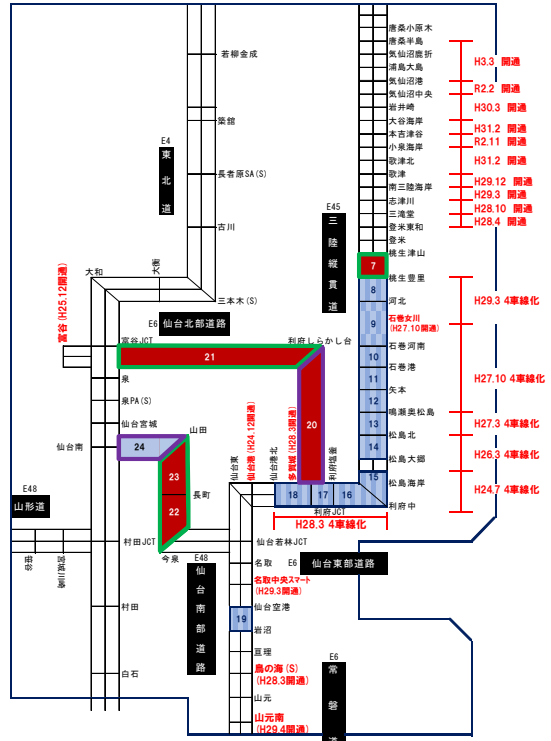 唐桑小原木
唐桑半島
気仙沼鹿折
浦島大島
気仙沼港
気仙沼中央
岩井崎
大谷海岸
本吉津谷
小泉海岸
歌津北
歌津
南三陸海岸
志津川
三滝堂
登米東和
登米
桃生津山
桃生豊里
河北
石巻女川
(H27.10開通)
石巻河南
石巻港
矢本
鳴瀬奥松島
松島北
松島大郷
松島海岸
利府中
H3.3 開通
R2.2 開通
H30.3 開通
H31.2 開通
R2.11 開通
H31.2 開通
H29.12 開通
H29.3 開通
H28.10 開通
H28.4 開通
H29.3 4車線化
H27.10 4車線化
H27.3 4車線化
H26.3 4車線化
H24.7 4車線化
E45
三陸縦貫道
7
8
9
10
11
12
13
14
15
若柳金成
築館
長者原SA(S)
古川
三本木(S)
E4
東北道
大和
大衡
富谷(H25.12開通)
E6
仙台北部道路
富谷JCT
利府しらかし台
21
20
泉
泉PA(S)
仙台宮城
仙台南
24
山田
23
22
長町
今泉
E48
山形道
笹谷
宮城川崎
村田JCT
村田
白石
E48
仙台南部道路
仙台東
仙台港(H24.12開通)
仙台港北
多賀城(H28.3開通)
利府塩釜
18
17
16
利府JCT
H28.3 4車線化
仙台若林JCT
名取
E6
仙台東部道路
名取中央スマート
(H29.3開通)
仙台空港
19
岩沼
亘理
鳥の海(S)
(H28.3開通)
山元
山元南
(H29.4開通)
E6
常磐道